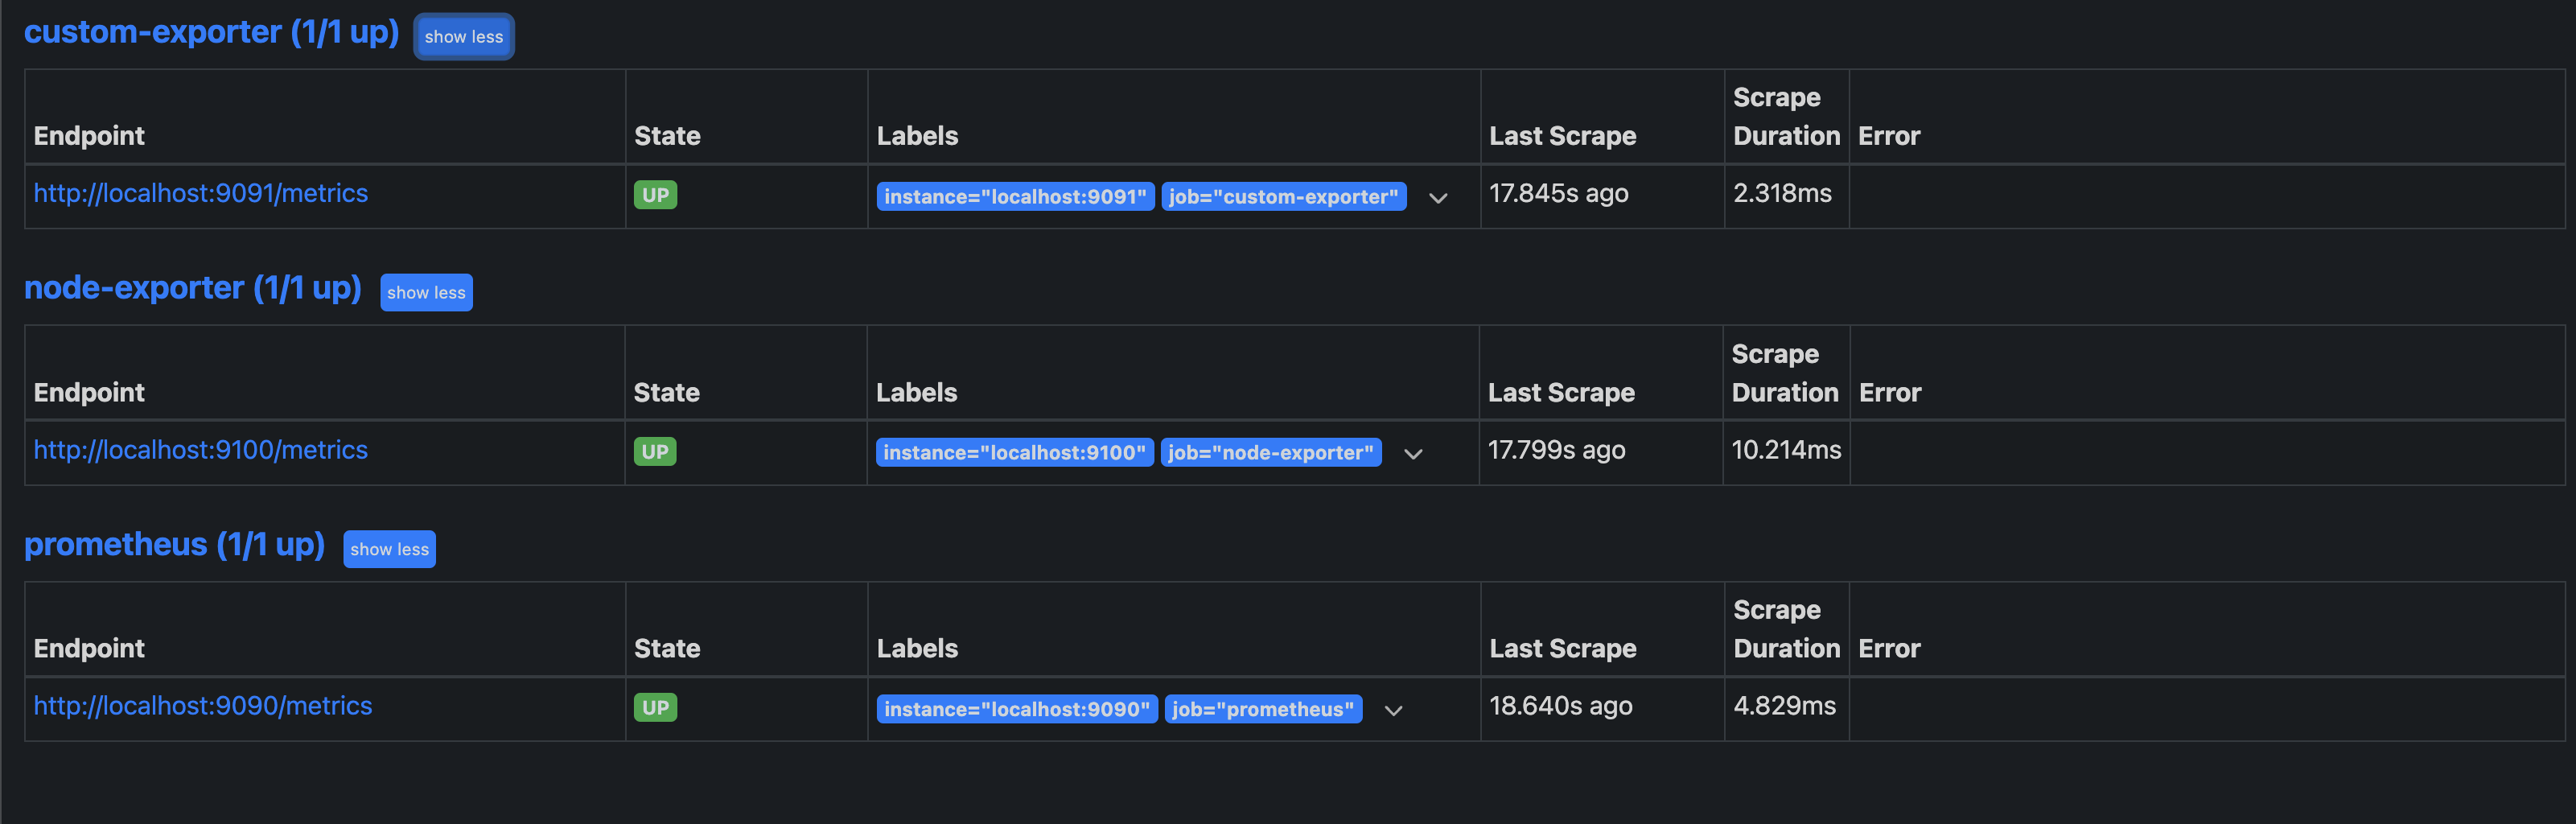 custom-exporter (1/1 up) show less
Endpoint State Labels Last Scrape Scrape Duration Error
http://localhost:9091/metrics UP instance="localhost:9091" job="custom-exporter" 17.845s ago 2.318ms
node-exporter (1/1 up) show less
Endpoint State Labels Last Scrape Scrape Duration Error
http://localhost:9100/metrics UP instance="localhost:9100" job="node-exporter" 17.799s ago 10.214ms
prometheus (1/1 up) show less
Endpoint State Labels Last Scrape Scrape Duration Error
http://localhost:9090/metrics UP instance="localhost:9090" job="prometheus" 18.640s ago 4.829ms